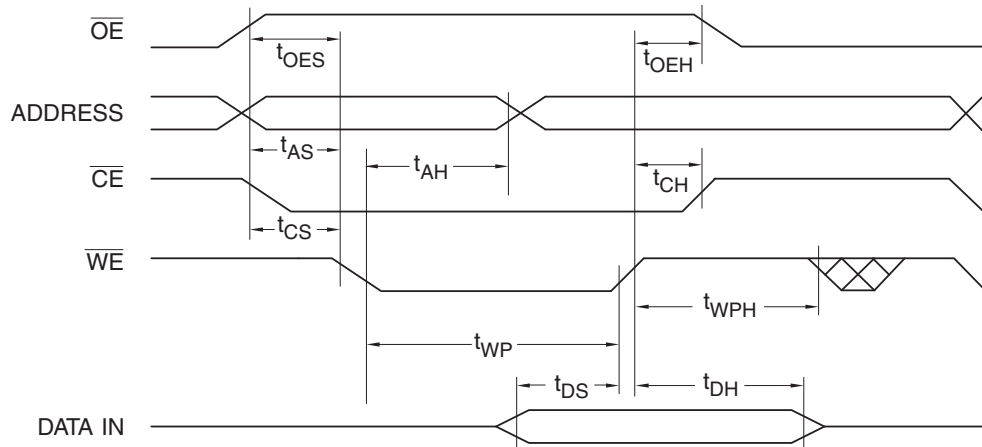 OE
tOES
tOEH
ADDRESS
tAS
tAH
CE
tCH
tCS
WE
tWPH
tWP
tDS
tDH
DATA IN